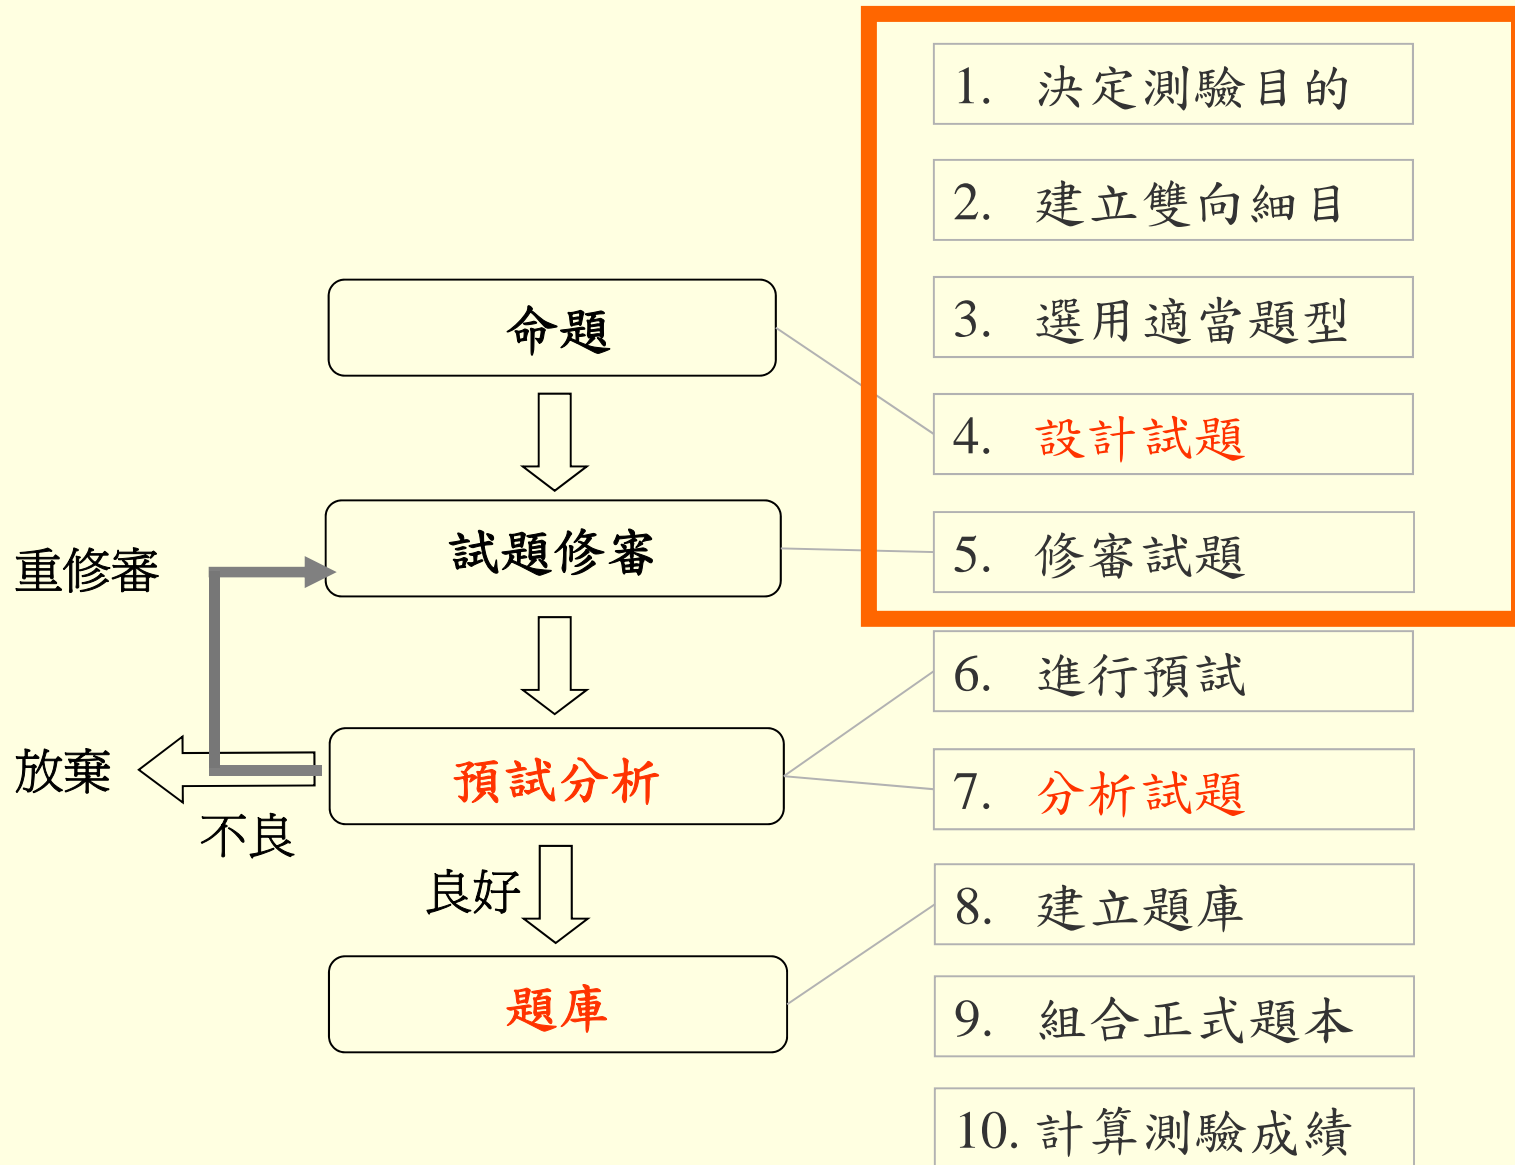 1. 決定測驗目的
2. 建立雙向細目
3. 選用適當題型
4. 設計試題
5. 修審試題
6. 進行預試
7. 分析試題
8. 建立題庫
9. 組合正式題本
10. 計算測驗成績
命題
試題修審
重修審
預試分析
放棄
不良
良好
題庫